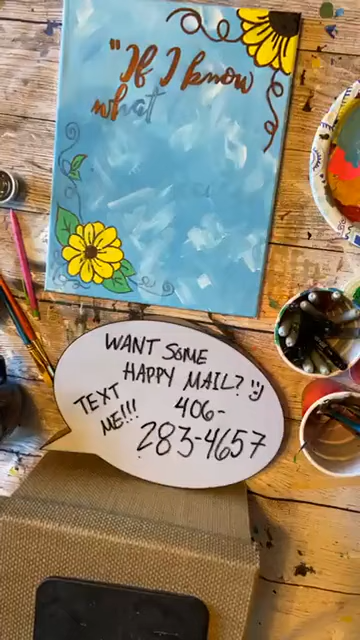 "If I know
what
WANT SOME
HAPPY MAIL? :)
TEXT
ME!!!
406-
283-4657